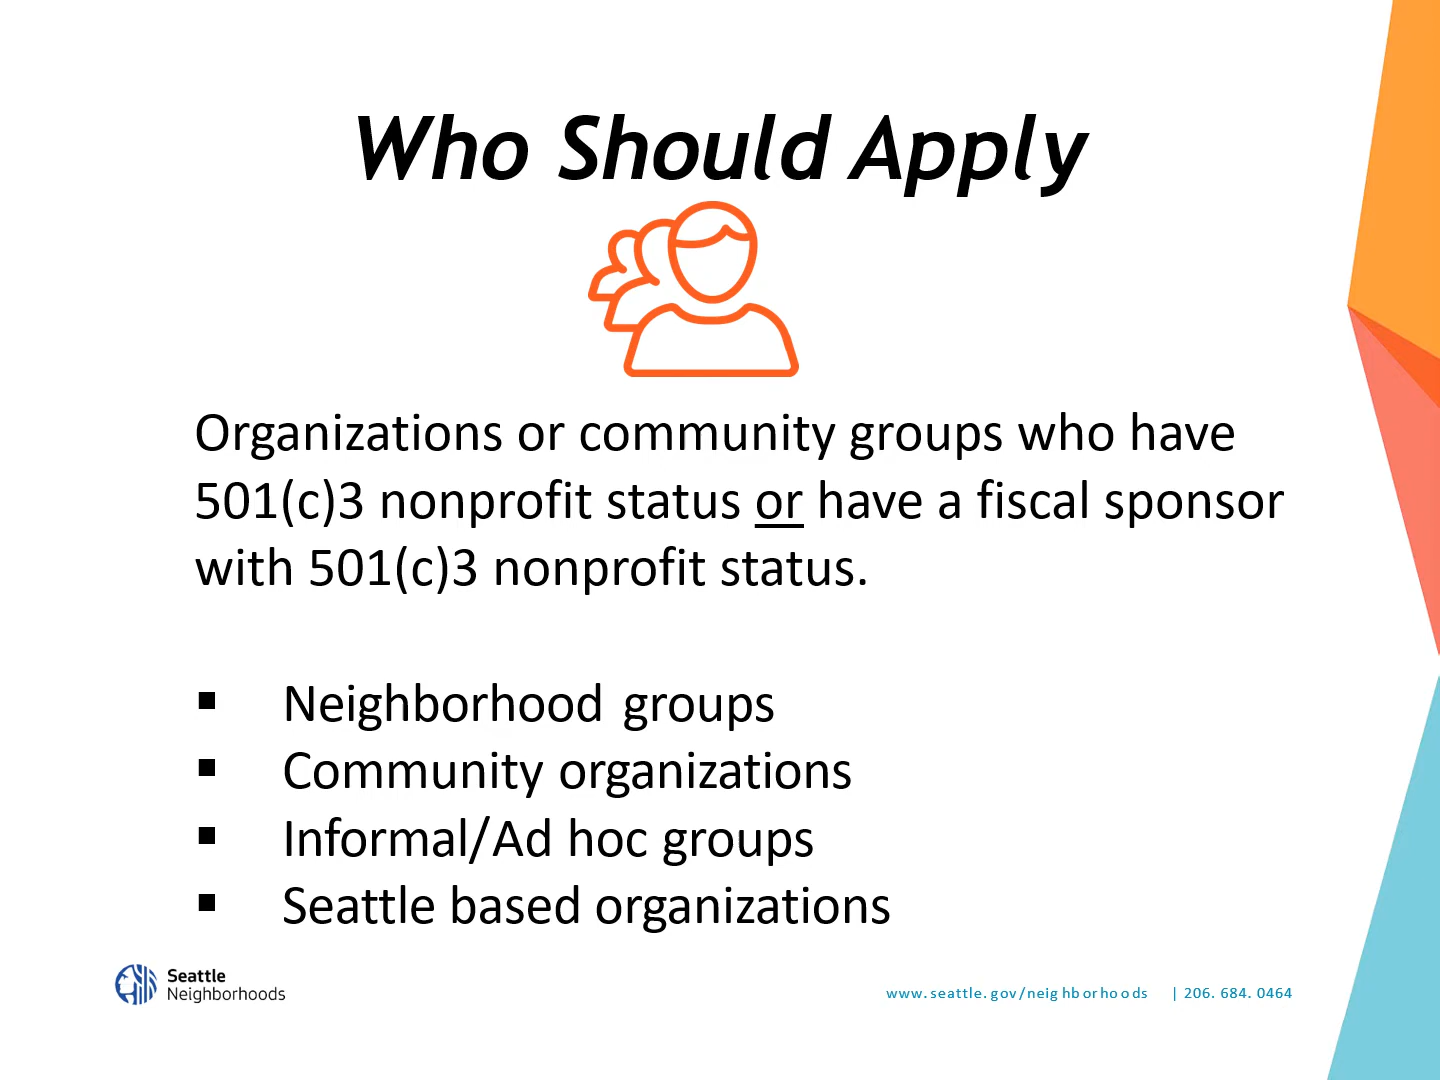 Who Should Apply
Organizations or community groups who have
501(c)3 nonprofit status or have a fiscal sponsor
with 501(c)3 nonprofit status.
▪ Neighborhood groups
▪ Community organizations
▪ Informal/Ad hoc groups
▪ Seattle based organizations
Seattle
Neighborhoods
www.seattle.gov/neighborhoods | 206. 684. 0464